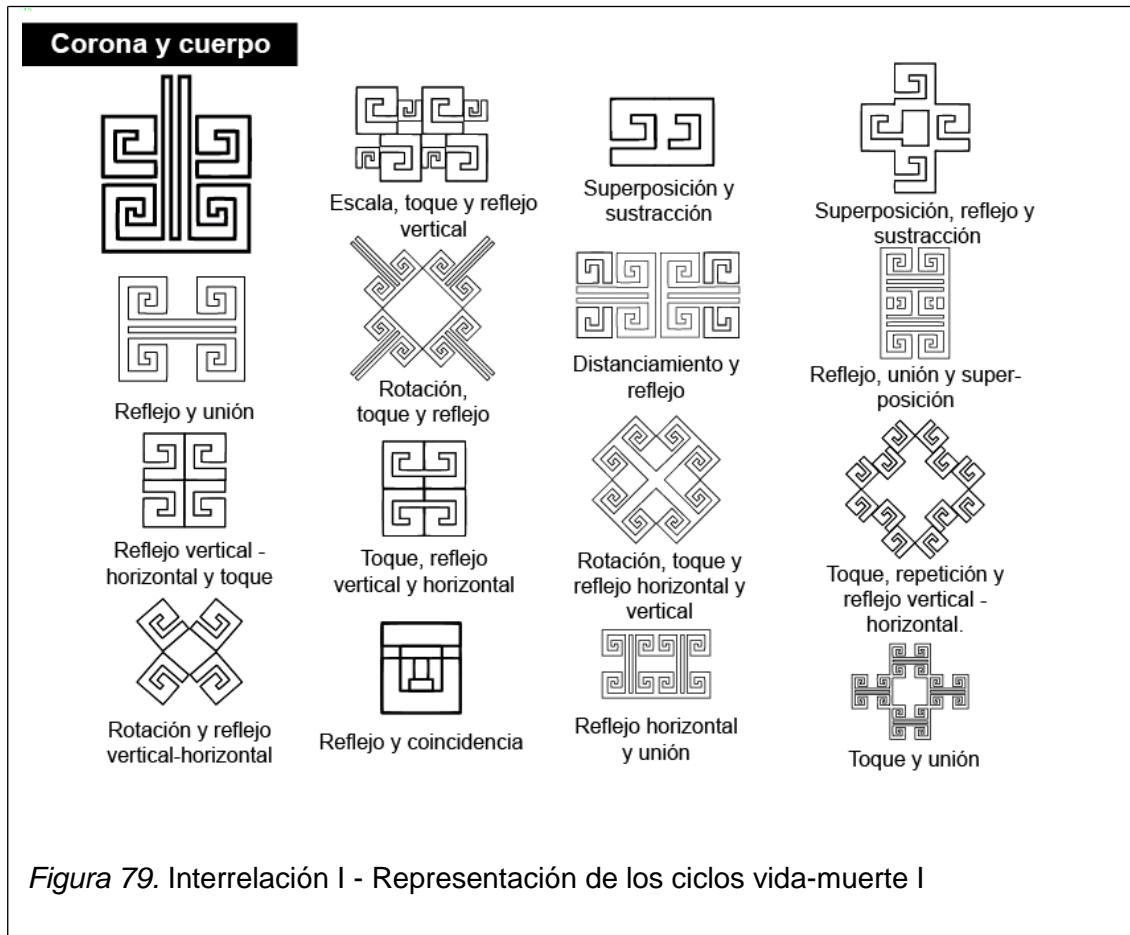 Corona y cuerpo
Escala, toque y reflejo
vertical
Superposición y
sustracción
Superposición, reflejo y
sustracción
Reflejo y unión
Rotación,
toque y reflejo
Distanciamiento y
reflejo
Reflejo, unión y super-
posición
Reflejo vertical -
horizontal y toque
Toque, reflejo
vertical y horizontal
Rotación, toque y
reflejo horizontal y
vertical
Toque, repetición y
reflejo vertical -
horizontal.
Rotación y reflejo
vertical-horizontal
Reflejo y coincidencia
Reflejo horizontal
y unión
Toque y unión
Figura 79. Interrelación I - Representación de los ciclos vida-muerte I